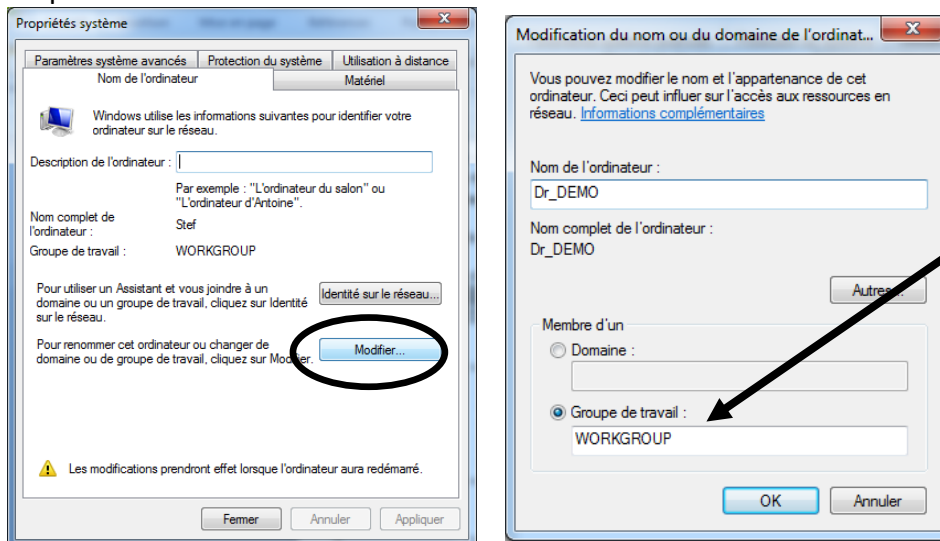 Propriétés système
Paramètres système avancés
Protection du système
Utilisation à distance
Nom de l'ordinateur
Matériel
Windows utilise les informations suivantes pour identifier votre
ordinateur sur le réseau.
Description de l'ordinateur :
Par exemple : "L'ordinateur du salon" ou
"L'ordinateur d'Antoine".
Nom complet de
l'ordinateur :
Stef
Groupe de travail :
WORKGROUP
Pour utiliser un Assistant et vous joindre à un
domaine ou un groupe de travail, cliquez sur Identité
sur le réseau.
Identité sur le réseau...
Pour renommer cet ordinateur ou changer de
domaine ou de groupe de travail, cliquez sur Modifier.
Modifier...
Les modifications prendront effet lorsque l'ordinateur aura redémarré.
Fermer
Annuler
Appliquer
Modification du nom ou du domaine de l'ordinat...
Vous pouvez modifier le nom et l'appartenance de cet
ordinateur. Ceci peut influer sur l'accès aux ressources en
réseau. Informations complémentaires
Nom de l'ordinateur :
Dr_DEMO
Nom complet de l'ordinateur :
Dr_DEMO
Autres...
Membre d'un
Domaine :
Groupe de travail :
WORKGROUP
OK
Annuler